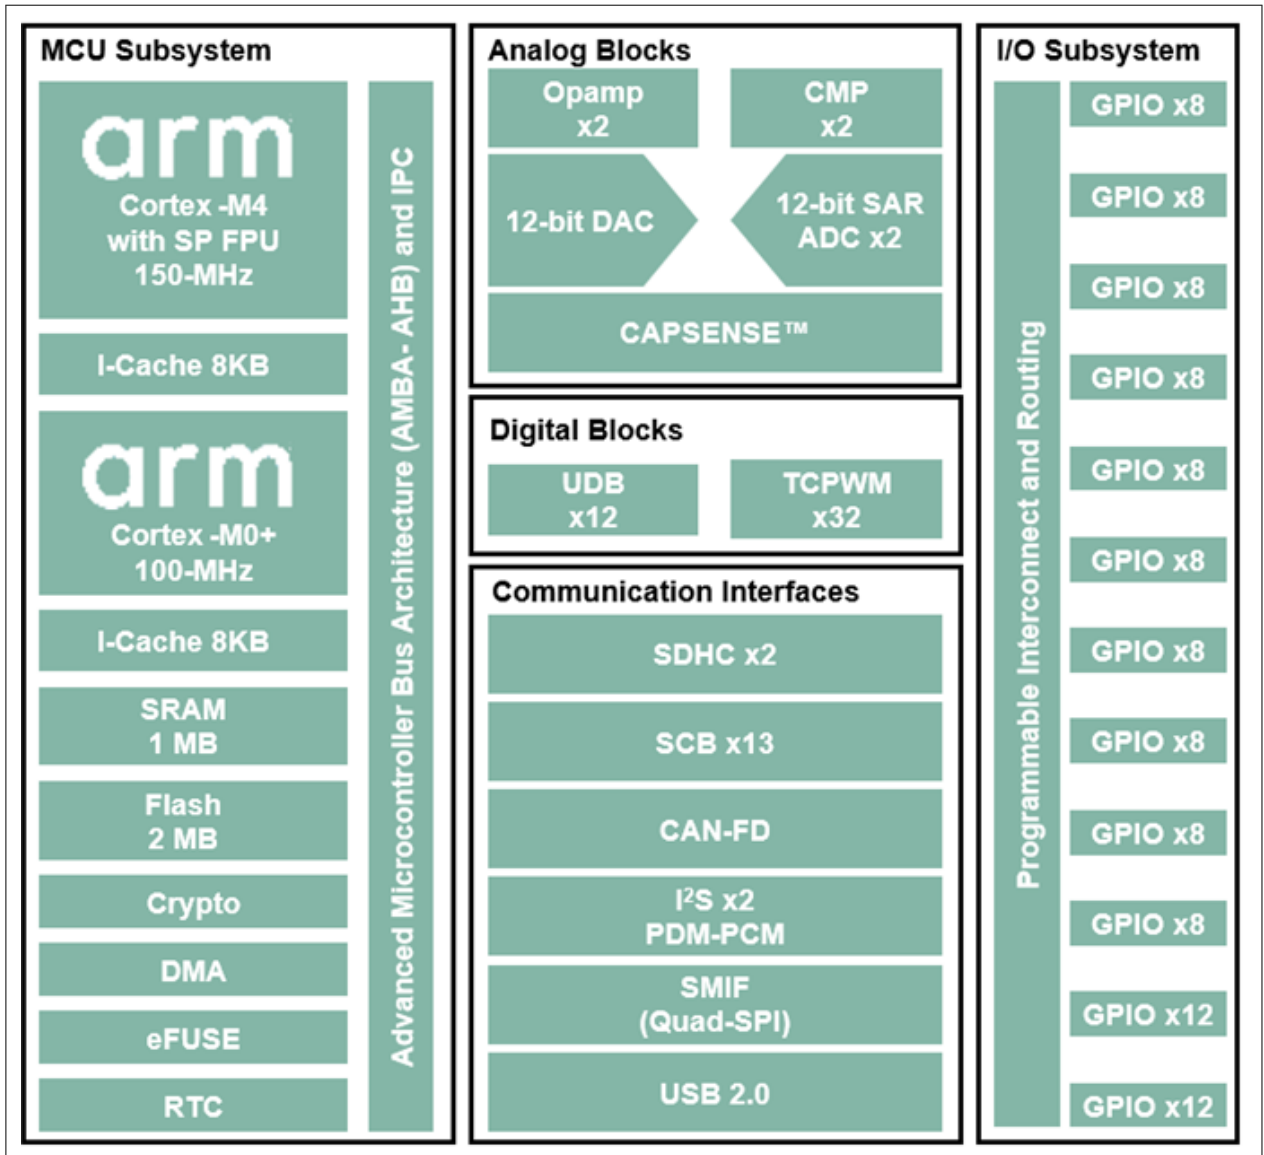 MCU Subsystem
arm
Cortex -M4
with SP FPU
150-MHz
I-Cache 8KB
arm
Cortex -M0+
100-MHz
I-Cache 8KB
SRAM
1 MB
Flash
2 MB
Crypto
DMA
eFUSE
RTC
Advanced Microcontroller Bus Architecture (AMBA- AHB) and IPC
Analog Blocks
Opamp
x2
CMP
x2
12-bit DAC
12-bit SAR
ADC x2
CAPSENSE™
Digital Blocks
UDB
x12
TCPWM
x32
Communication Interfaces
SDHC x2
SCB x13
CAN-FD
I²S x2
PDM-PCM
SMIF
(Quad-SPI)
USB 2.0
I/O Subsystem
Programmable Interconnect and Routing
GPIO x8
GPIO x8
GPIO x8
GPIO x8
GPIO x8
GPIO x8
GPIO x8
GPIO x8
GPIO x8
GPIO x8
GPIO x12
GPIO x12